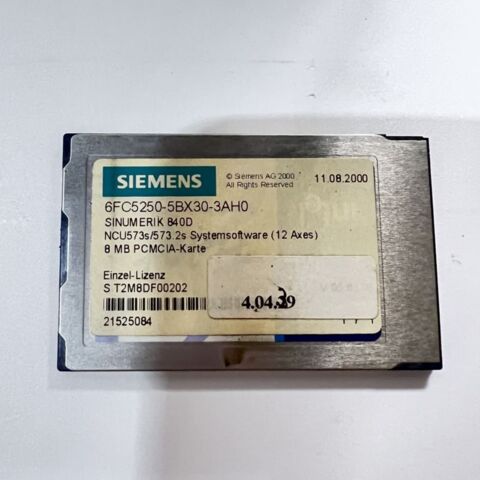 SIEMENS
© Siemens AG 2000
All Rights Reserved
11.08.2000
6FC5250-5BX30-3AH0
SINUMERIK 840D
NCU573s/573.2s Systemsoftware (12 Axes)
8 MB PCMCIA-Karte
Einzel-Lizenz
S T2M8DF00202
21525084